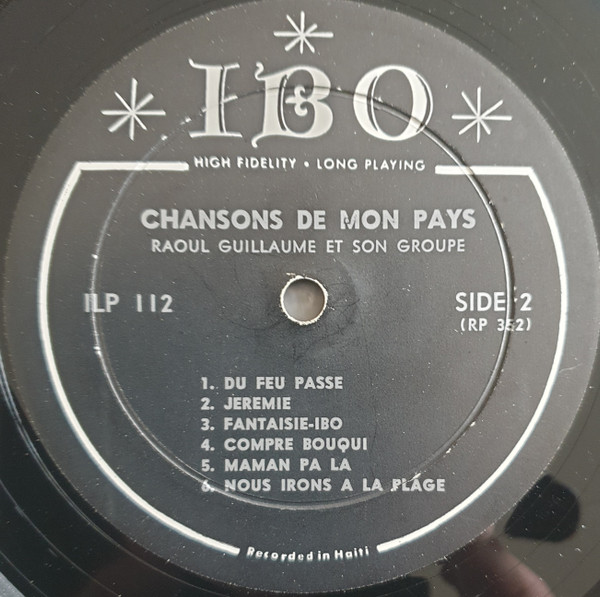 IBO
HIGH FIDELITY • LONG PLAYING
CHANSONS DE MON PAYS
RAOUL GUILLAUME ET SON GROUPE
ILP 112
SIDE 2
(RP 352)
1. DU FEU PASSE
2. JEREMIE
3. FANTAISIE-IBO
4. COMPRE BOUQUI
5. MAMAN PA LA
6. NOUS IRONS A LA PLAGE
Recorded in Haiti